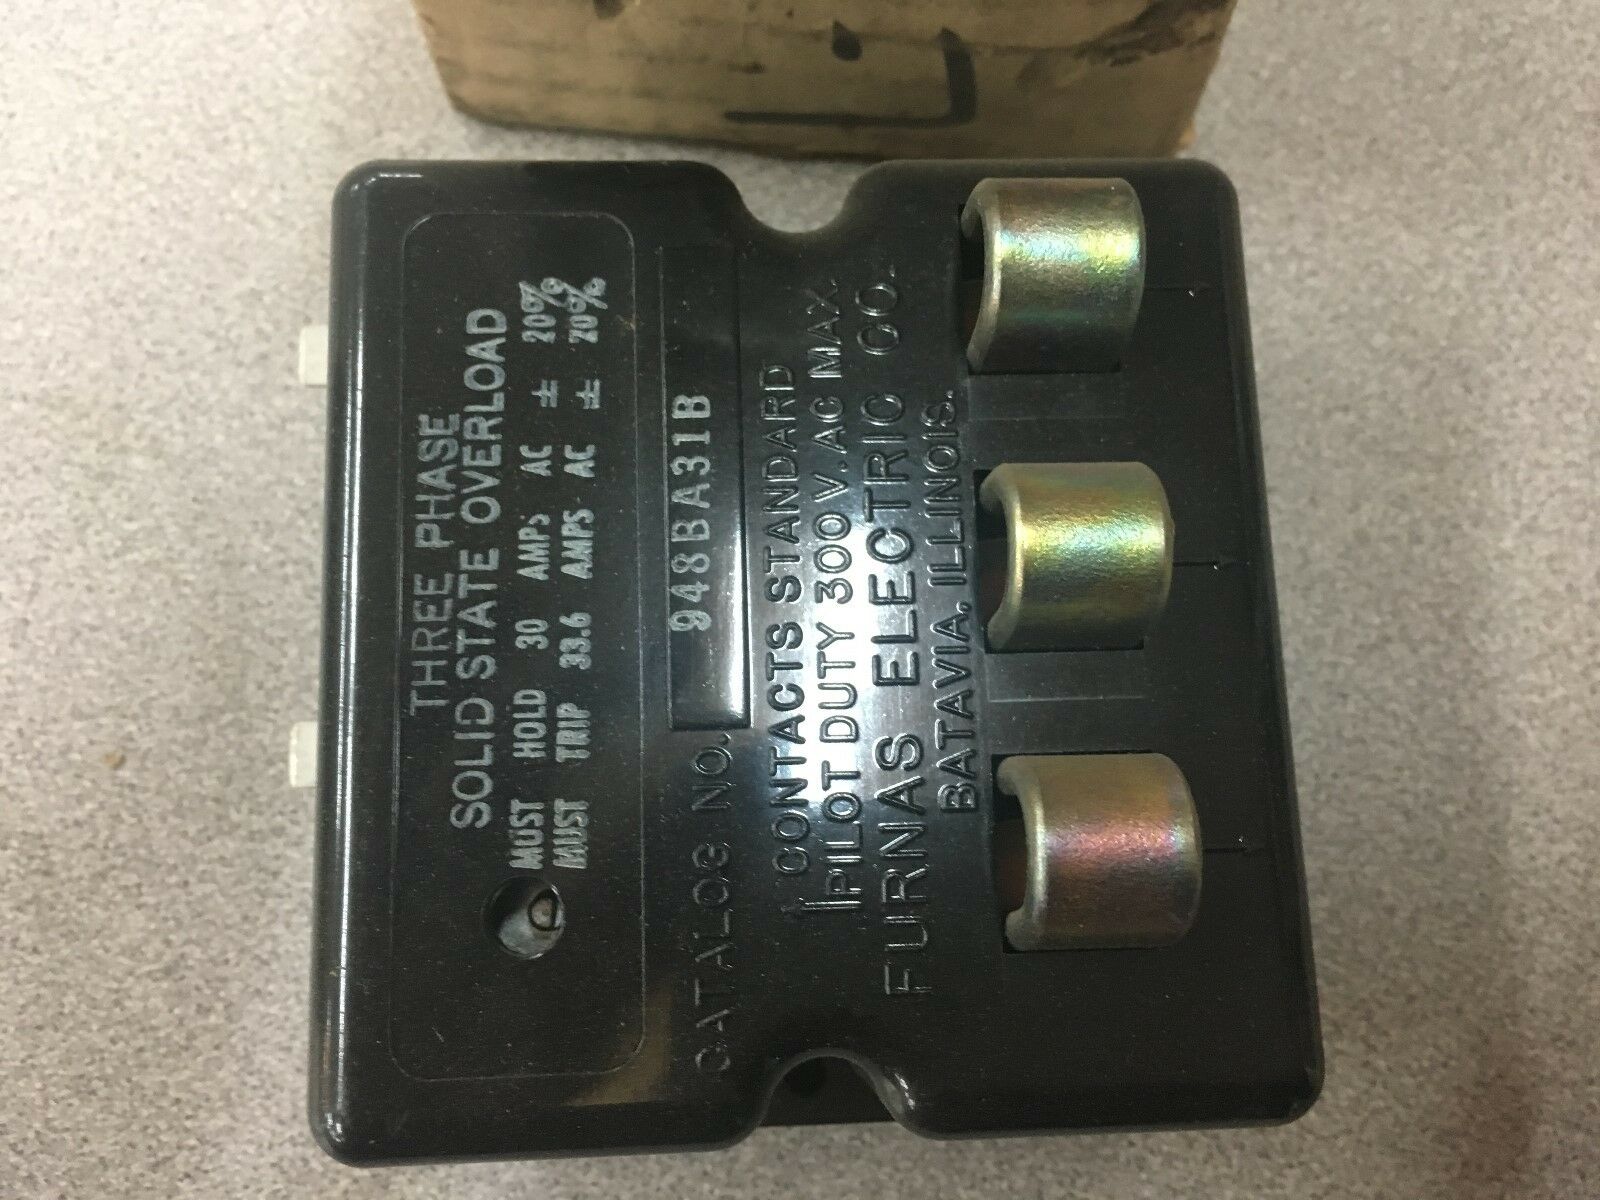 THREE PHASE
SOLID STATE OVERLOAD
MUST HOLD 30 AMPS AC ± 20%
MUST TRIP 33.6 AMPS AC ± 20%
CATALOG NO. 948BA31B
CONTACTS STANDARD
PILOT DUTY 300 V. AC MAX.
FURNAS ELECTRIC CO.
BATAVIA, ILLINOIS.